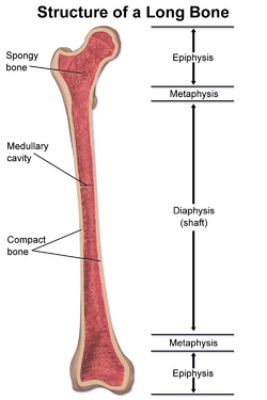 Structure of a Long Bone
Spongy
bone
Epiphysis
Metaphysis
Medullary
cavity
Diaphysis
(shaft)
Compact
bone
Metaphysis
Epiphysis